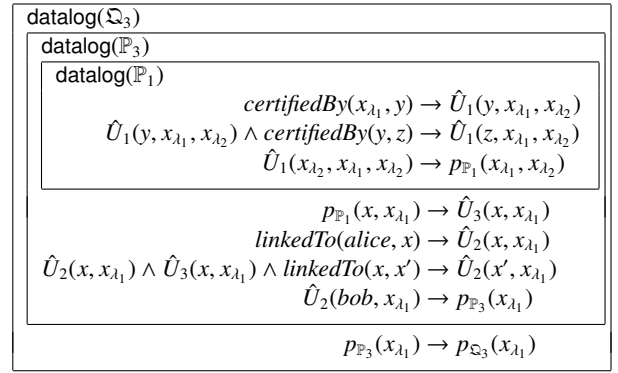 datalog(𝔔₃)
datalog(ℙ₃)
datalog(ℙ₁)
certifiedBy(x_{λ₁}, y) → Û₁(y, x_{λ₁}, x_{λ₂})
Û₁(y, x_{λ₁}, x_{λ₂}) ∧ certifiedBy(y, z) → Û₁(z, x_{λ₁}, x_{λ₂})
Û₁(x_{λ₂}, x_{λ₁}, x_{λ₂}) → p_{ℙ₁}(x_{λ₁}, x_{λ₂})
p_{ℙ₁}(x, x_{λ₁}) → Û₃(x, x_{λ₁})
linkedTo(alice, x) → Û₂(x, x_{λ₁})
Û₂(x, x_{λ₁}) ∧ Û₃(x, x_{λ₁}) ∧ linkedTo(x, x′) → Û₂(x′, x_{λ₁})
Û₂(bob, x_{λ₁}) → p_{ℙ₃}(x_{λ₁})
p_{ℙ₃}(x_{λ₁}) → p_{𝔔₃}(x_{λ₁})